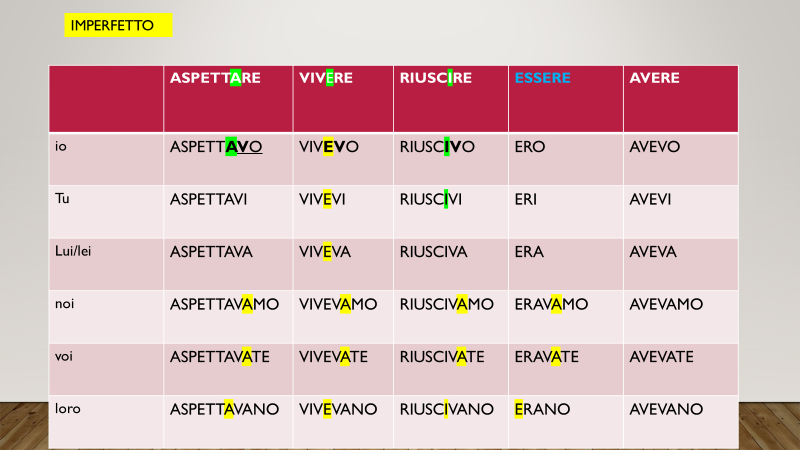 IMPERFETTO
ASPETTARE VIVERE RIUSCIRE ESSERE AVERE
io ASPETTAVO VIVEVO RIUSCIVO ERO AVEVO
Tu ASPETTAVI VIVEVI RIUSCIVI ERI AVEVI
Lui/lei ASPETTAVA VIVEVA RIUSCIVA ERA AVEVA
noi ASPETTAVAMO VIVEVAMO RIUSCIVAMO ERAVAMO AVEVAMO
voi ASPETTAVATE VIVEVATE RIUSCIVATE ERAVATE AVEVATE
loro ASPETTAVANO VIVEVANO RIUSCIVANO ERANO AVEVANO